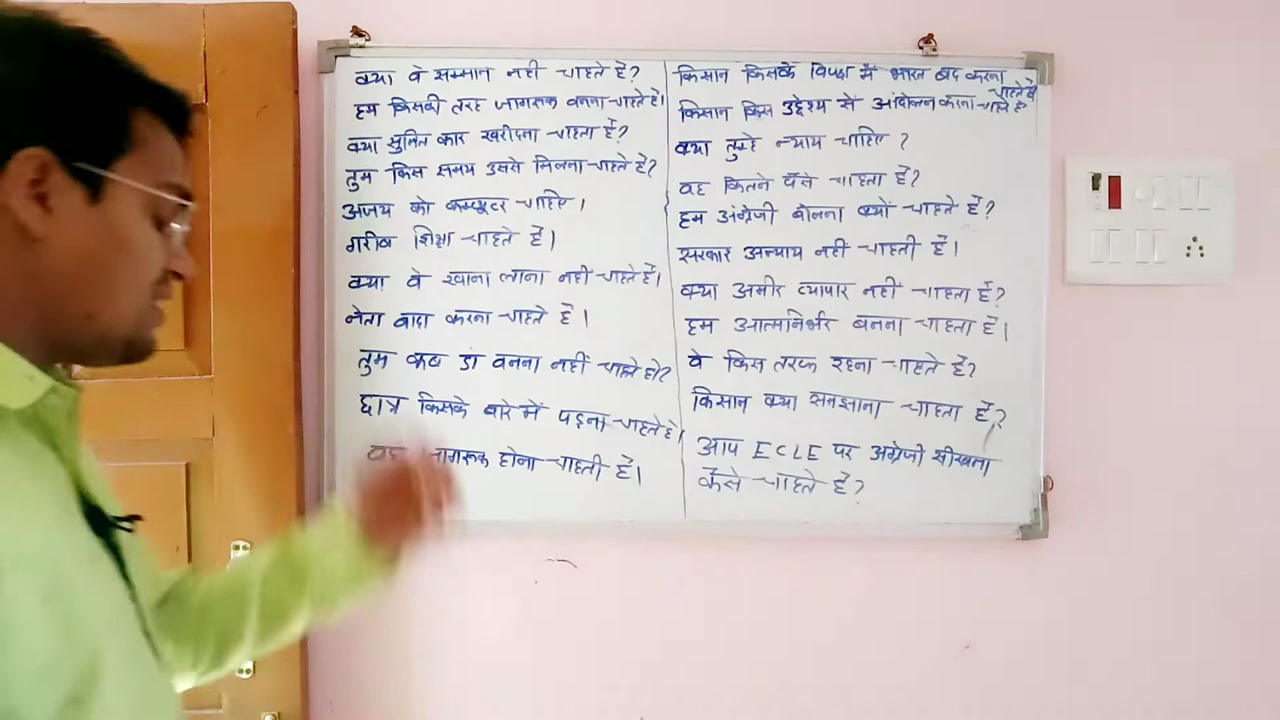 क्या वे सम्मान नहीं चाहते हैं?
हम किसकी तरह जागरूक बनना चाहते हैं।
क्या सुमित कार खरीदना चाहता है?
तुम किस समय उससे मिलना चाहते हैं?
अजय को कम्प्यूटर चाहिए।
गरीब शिक्षा चाहते हैं।
क्या वे खाना लाना नहीं चाहते हैं।
नेता वादा करना चाहते हैं।
तुम कब डा बनना नहीं चाहते हो?
छात्र किसके बारे में पढ़ना चाहते हैं।
वह जागरूक होना चाहती है।
किसान किसके विपक्ष में भारत बंद करना चाहते हैं
किसान किस उद्देश्य से आंदोलन करना चाहते हैं
क्या तुम्हे न्याय चाहिए ?
वह कितने पैसे चाहता है?
हम अंग्रेजी बोलना क्यों चाहते हैं?
सरकार अन्याय नहीं चाहती है।
क्या अमीर व्यापार नहीं चाहता है?
हम आत्मनिर्भर बनना चाहता है।
वे किस तरफ रहना चाहते हैं?
किसान क्या समझाना चाहता है?
आप ECLE पर अंग्रेजी सीखना
कैसे चाहते हैं?